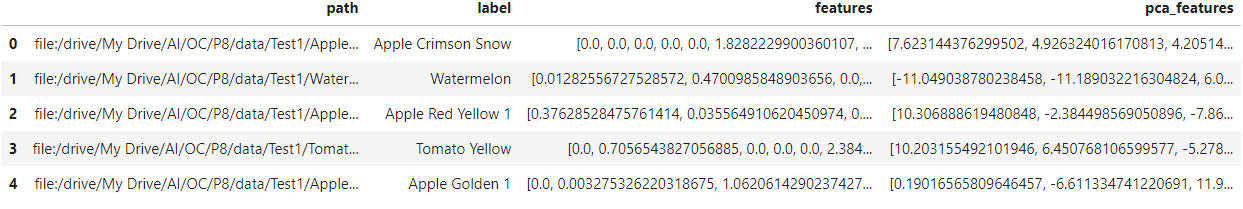 path label features pca_features
0 file:/drive/My Drive/AI/OC/P8/data/Test1/Apple... Apple Crimson Snow [0.0, 0.0, 0.0, 0.0, 0.0, 1.8282229900360107, ... [7.623144376299502, 4.926324016170813, 4.20514...
1 file:/drive/My Drive/AI/OC/P8/data/Test1/Water... Watermelon [0.01282556727528572, 0.4700985848903656, 0.0,... [-11.049038780238458, -11.189032216304824, 6.0...
2 file:/drive/My Drive/AI/OC/P8/data/Test1/Apple... Apple Red Yellow 1 [0.37628528475761414, 0.035564910620450974, 0.... [10.306888619480848, -2.384498569050896, -7.86...
3 file:/drive/My Drive/AI/OC/P8/data/Test1/Tomat... Tomato Yellow [0.0, 0.7056543827056885, 0.0, 0.0, 0.0, 2.384... [10.203155492101946, 6.450768106599577, -5.278...
4 file:/drive/My Drive/AI/OC/P8/data/Test1/Apple... Apple Golden 1 [0.0, 0.003275326220318675, 1.0620614290237427... [0.19016565809646457, -6.611334741220691, 11.9...